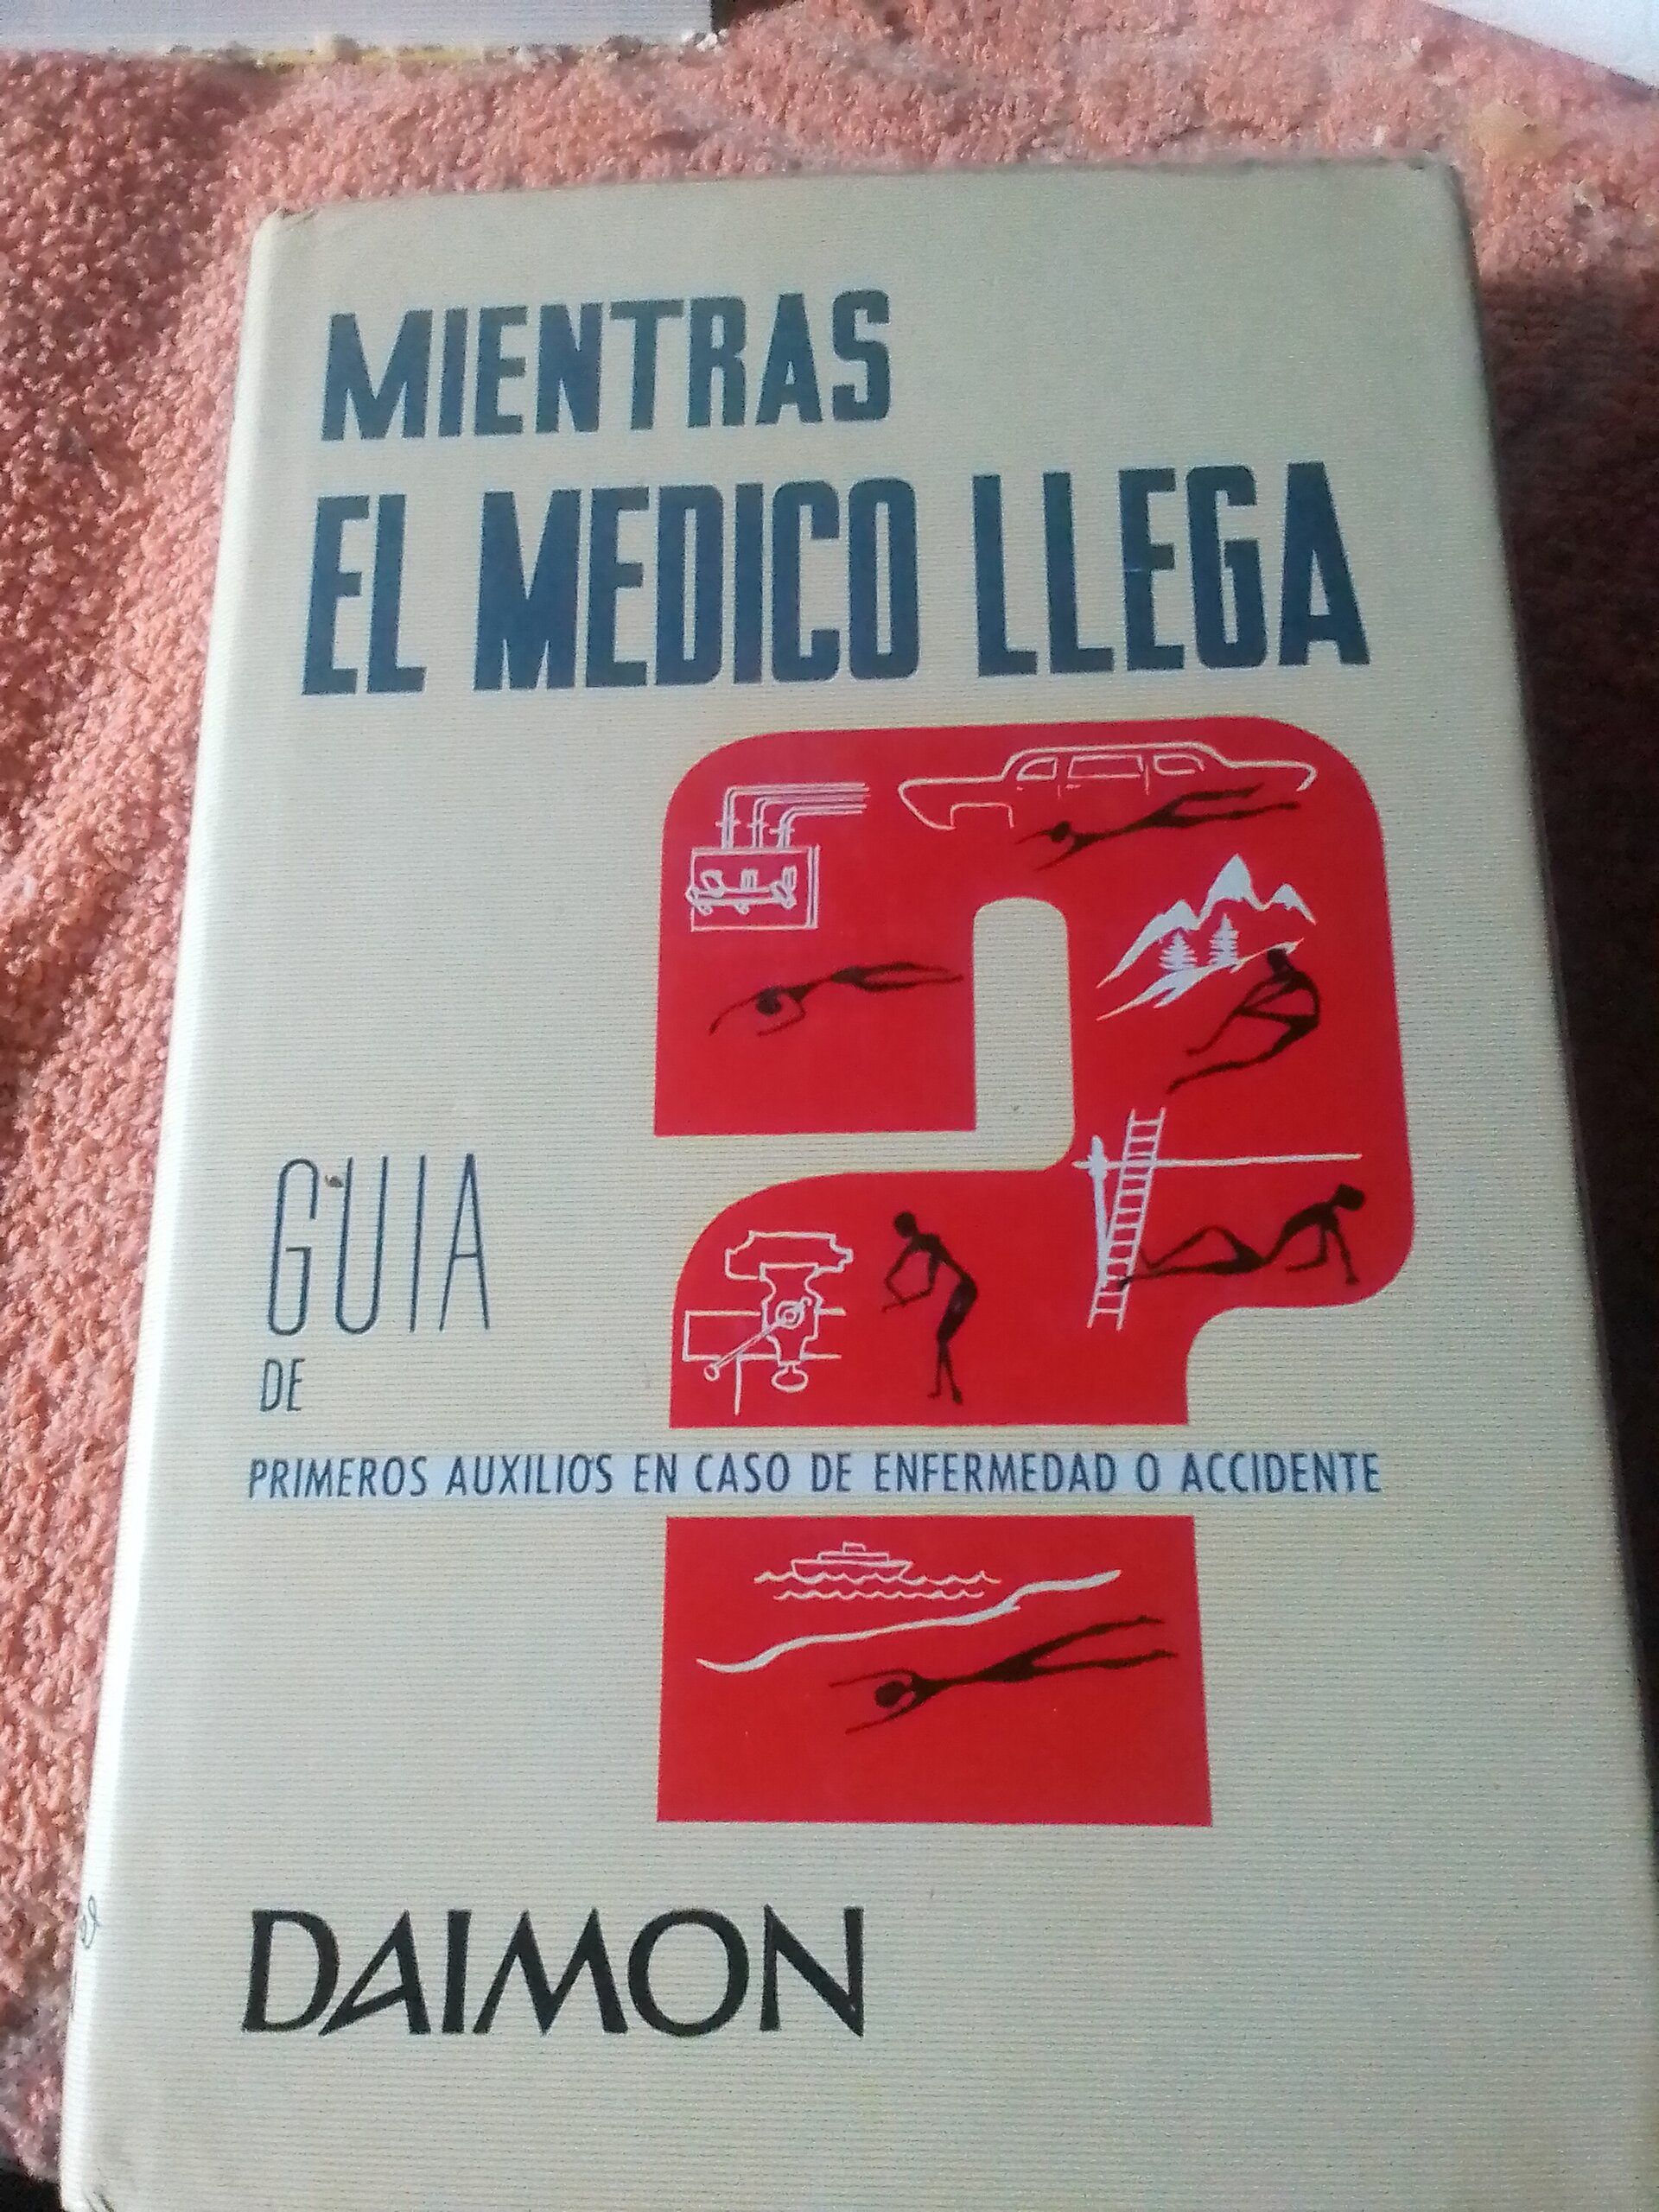 MIENTRAS
EL MEDICO LLEGA
GUIA
DE
PRIMEROS AUXILIOS EN CASO DE ENFERMEDAD O ACCIDENTE
DAIMON